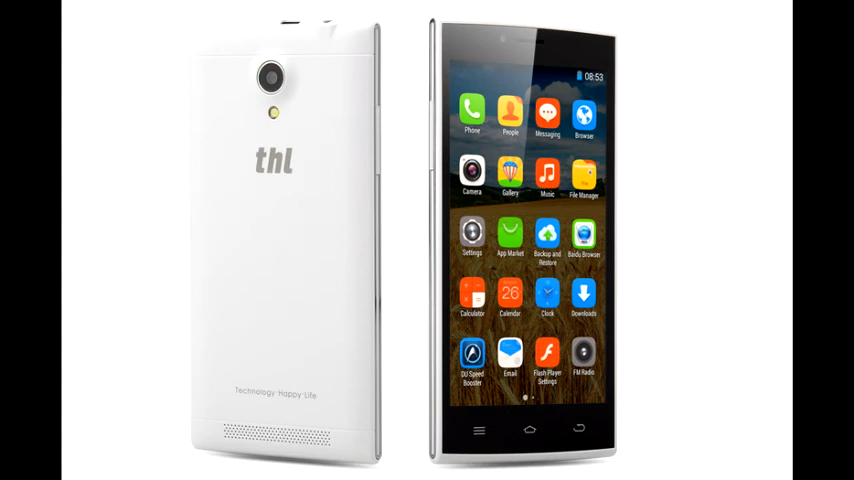 thl
Technology·Happy·Life
08:53
Phone
People
Messaging
Browser
Camera
Gallery
Music
File Manager
Settings
App Market
Backup and
Restore
Baidu Browser
Calculator
26
Calendar
Clock
Downloads
DU Speed
Booster
Email
Flash Player
Settings
FM Radio